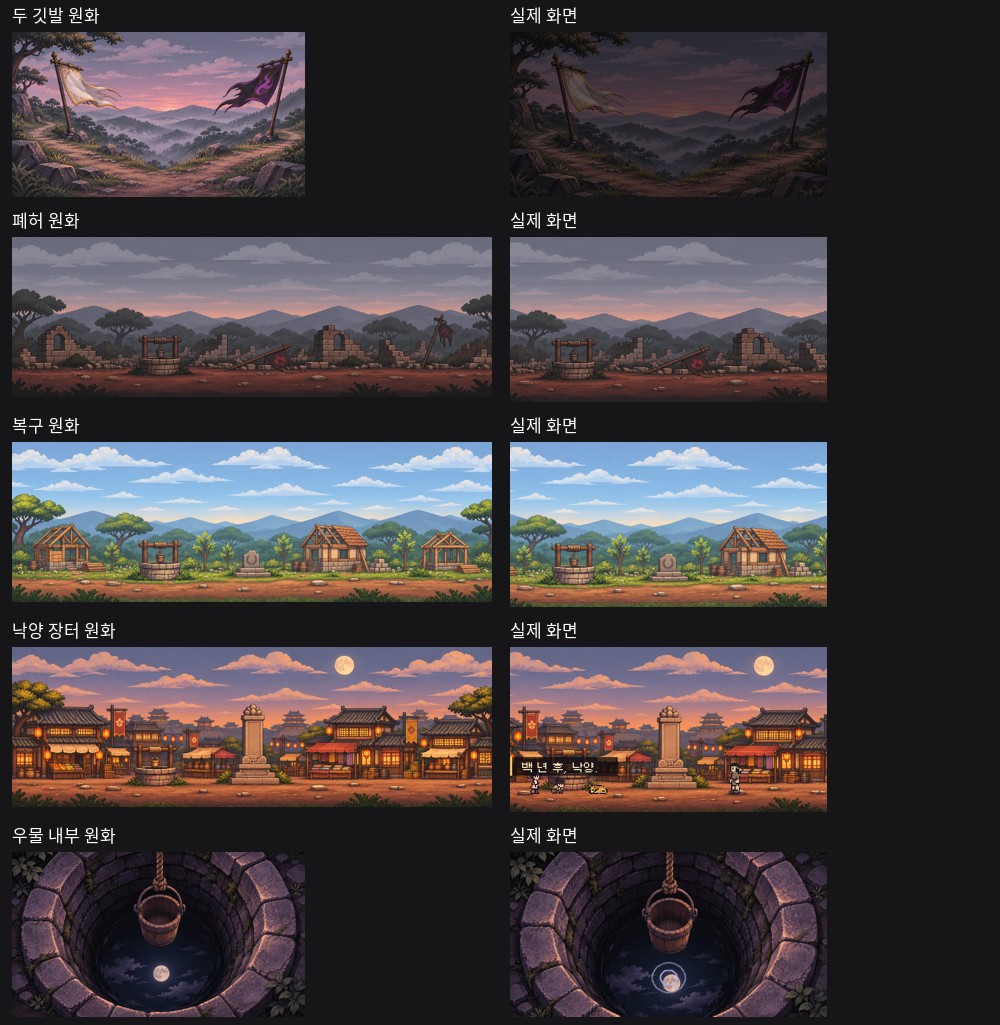 두 깃발 원화
실제 화면
폐허 원화
실제 화면
복구 원화
실제 화면
낙양 장터 원화
실제 화면
백 년 후, 낙양.
우물 내부 원화
실제 화면